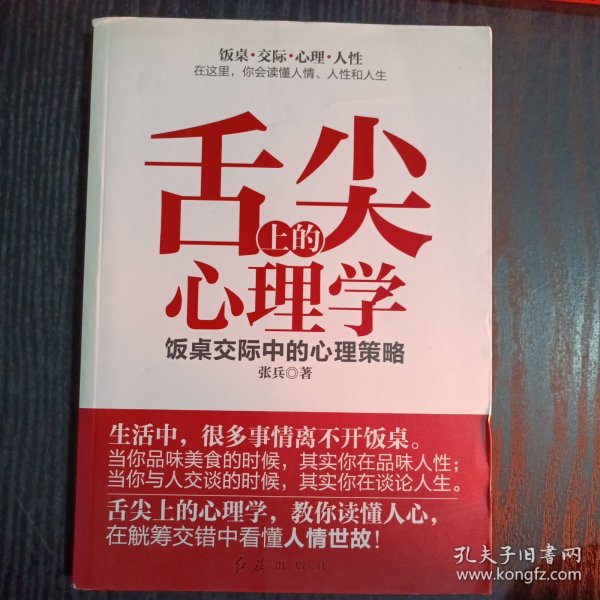 饭桌·交际·心理·人性
在这里，你会读懂人情、人性和人生
舌尖
上的
心理学
饭桌交际中的心理策略
张兵◎著
生活中，很多事情离不开饭桌。
当你品味美食的时候，其实你在品味人性；
当你与人交谈的时候，其实你在谈论人生。
舌尖上的心理学，教你读懂人心，
在觥筹交错中看懂人情世故！
红旗出版社
孔夫子旧书网
www.kongfz.com